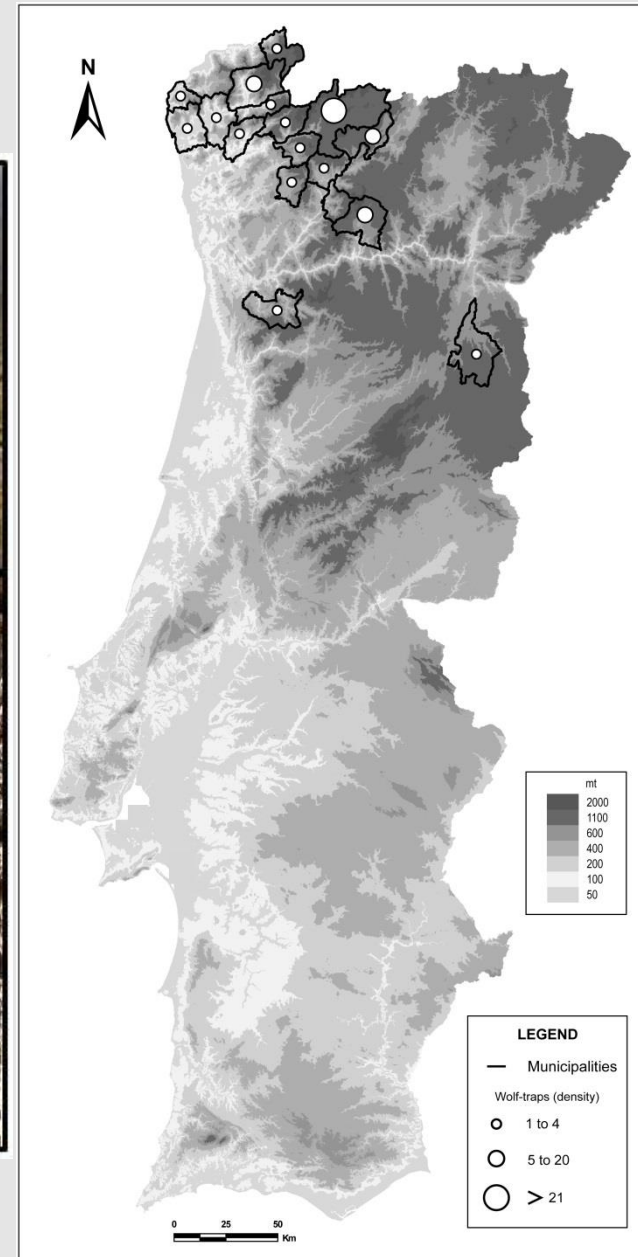 N
mt
2000
1100
600
400
200
100
50
LEGEND
Municipalities
Wolf-traps (density)
1 to 4
5 to 20
> 21
0 25 50
Km